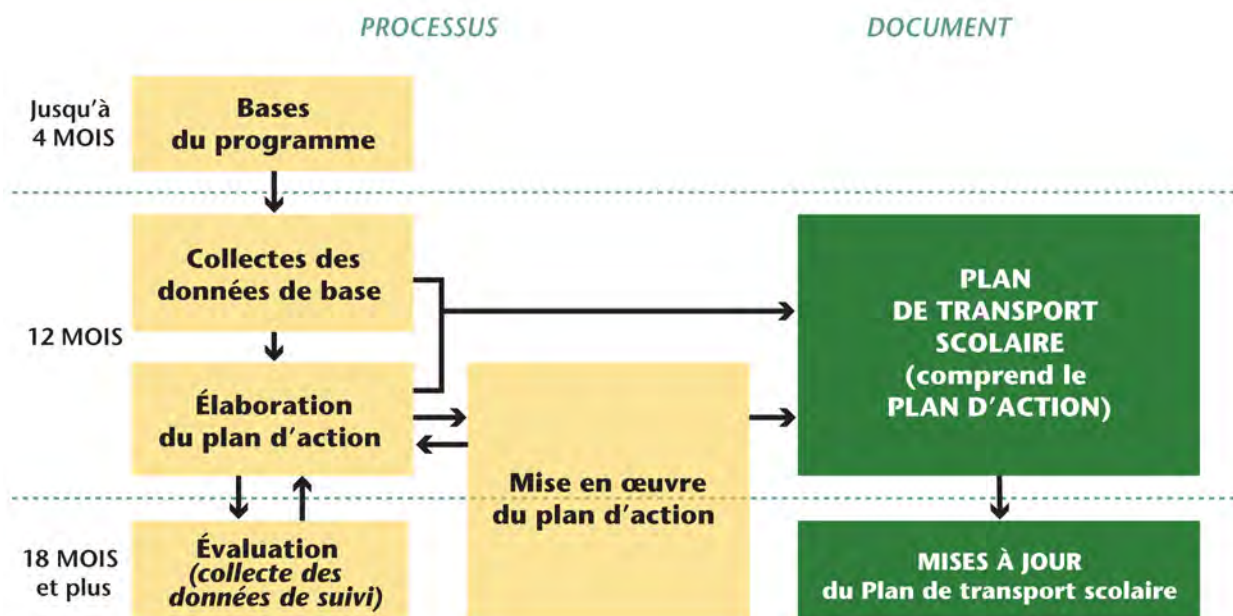 PROCESSUS
DOCUMENT
Jusqu'à
4 MOIS
Bases
du programme
12 MOIS
Collectes des
données de base
Élaboration
du plan d'action
Mise en œuvre
du plan d'action
PLAN
DE TRANSPORT
SCOLAIRE
(comprend le
PLAN D'ACTION)
18 MOIS
et plus
Évaluation
(collecte des
données de suivi)
MISES À JOUR
du Plan de transport scolaire